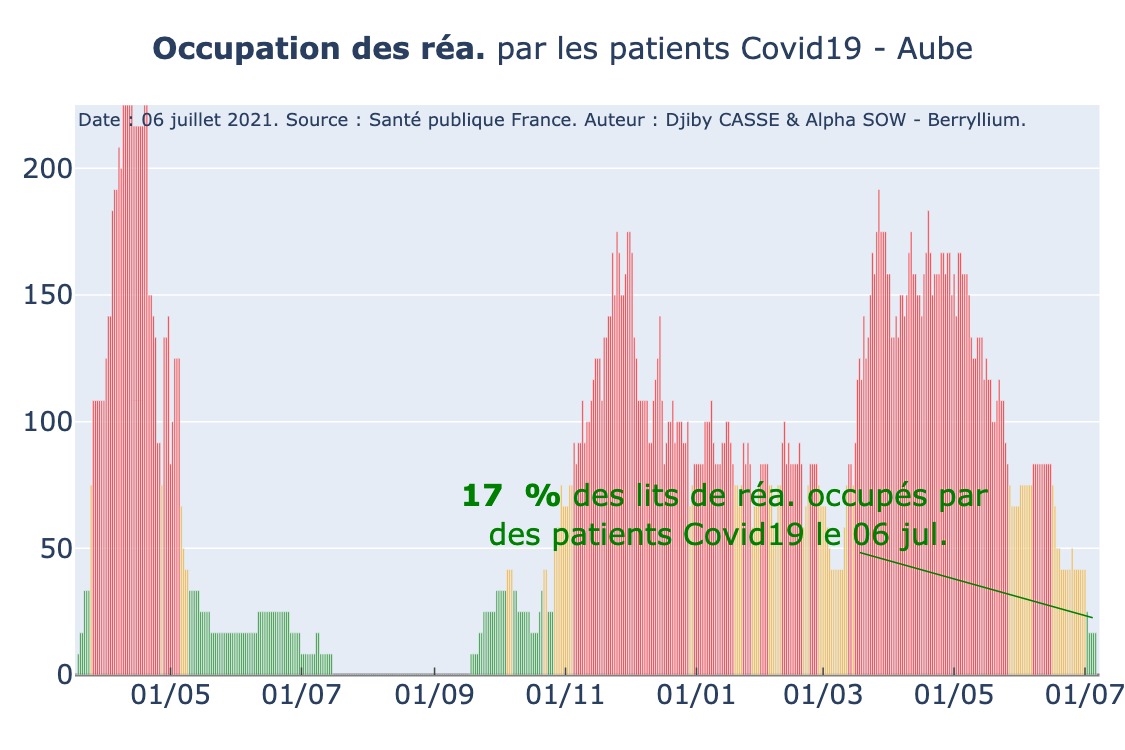 Occupation des réa. par les patients Covid19 - Aube
Date : 06 juillet 2021. Source : Santé publique France. Auteur : Djiby CASSE & Alpha SOW - Berryllium.
200
150
100
17 % des lits de réa. occupés par
des patients Covid19 le 06 jul.
50
0
01/05 01/07 01/09 01/11 01/01 01/03 01/05 01/07